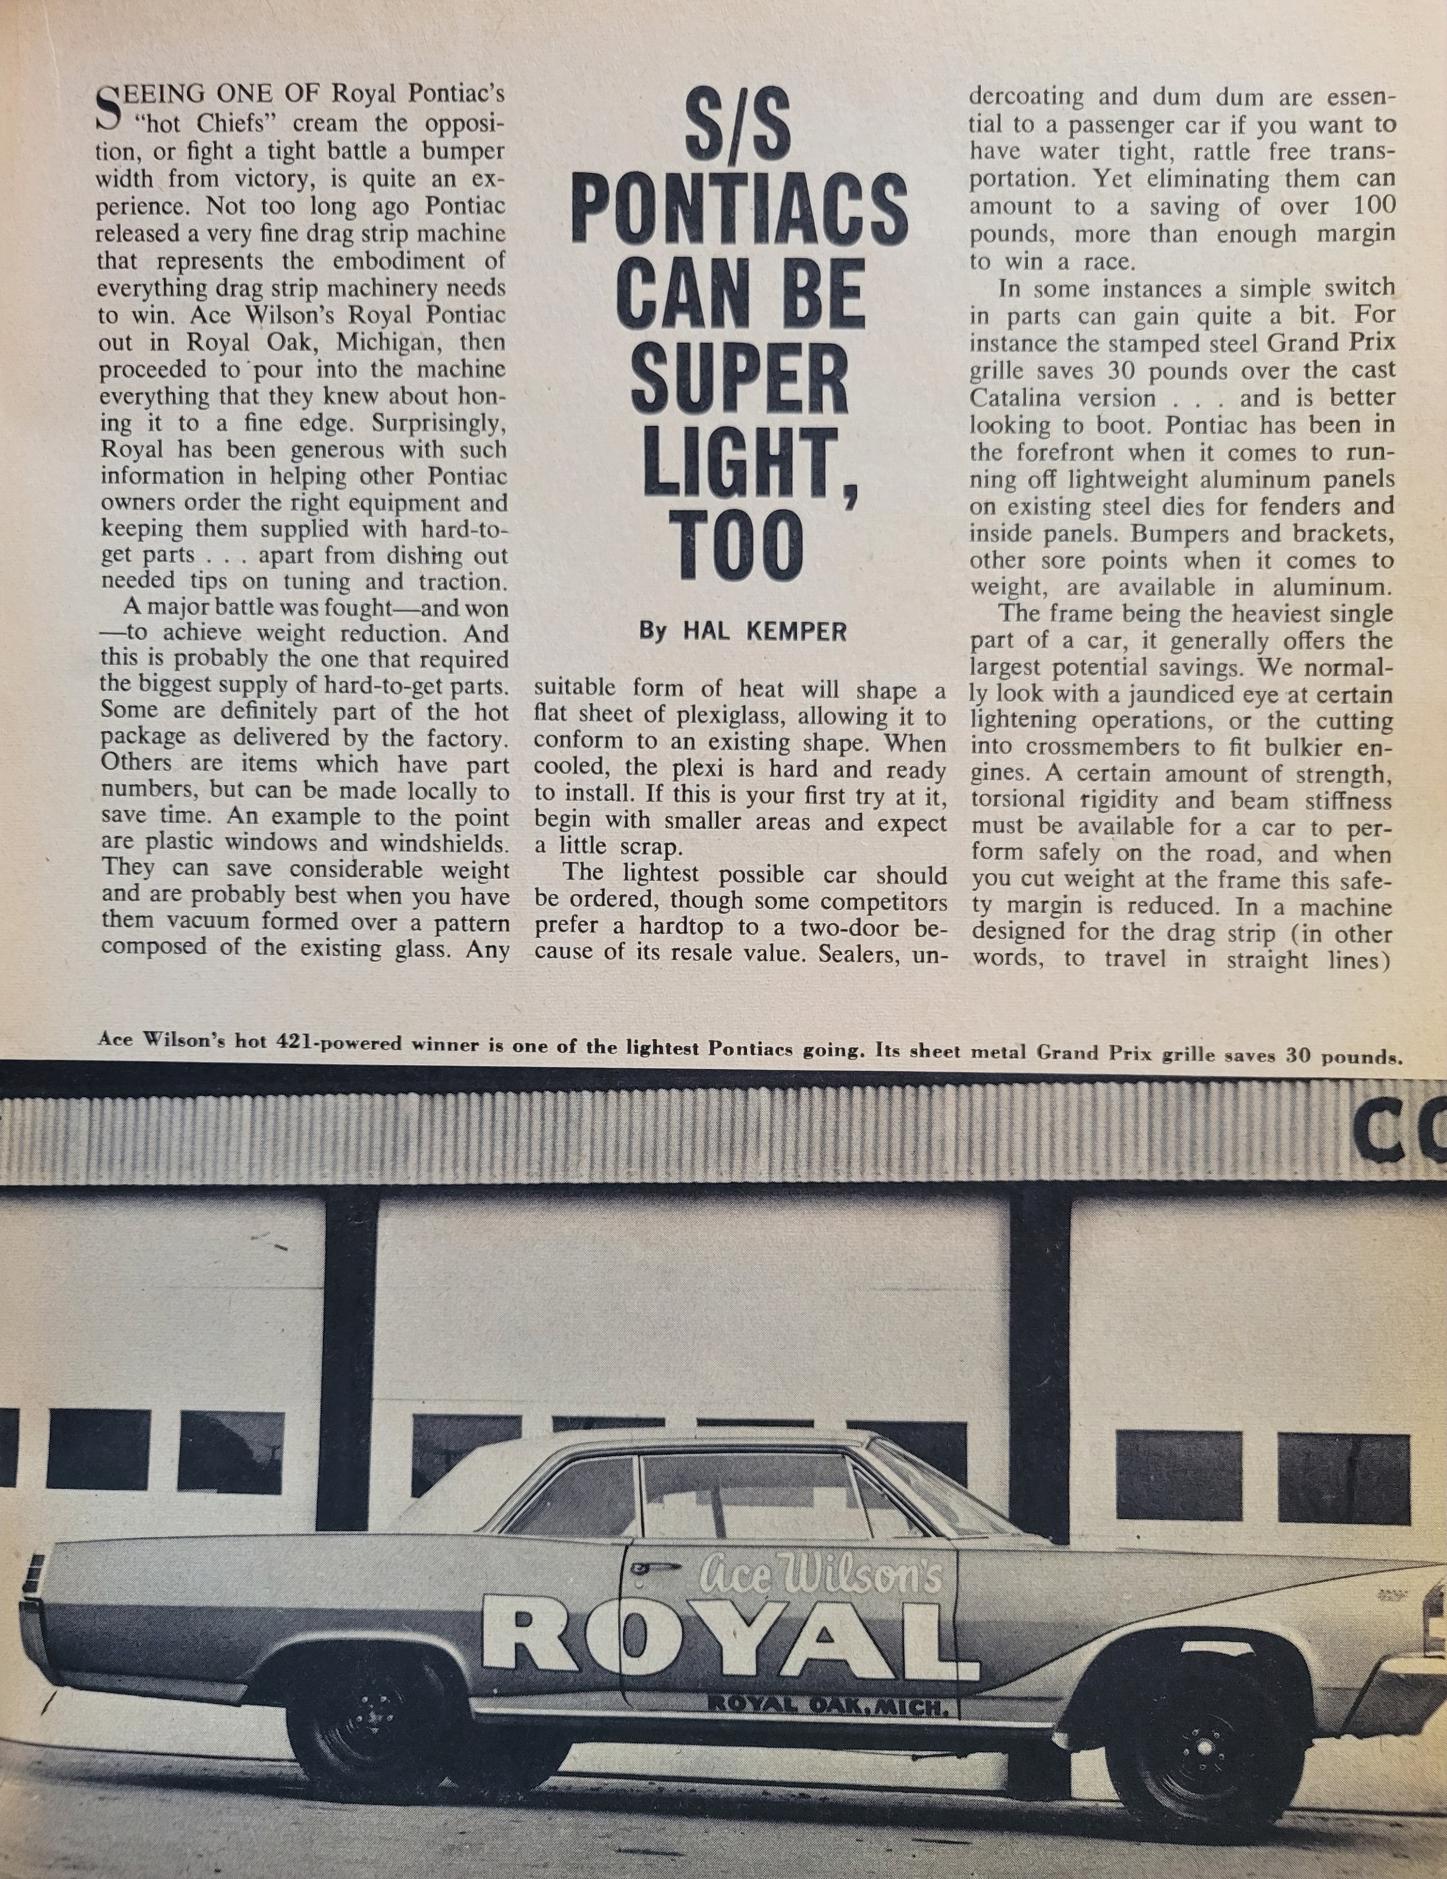 SEEING ONE OF Royal Pontiac's
"hot Chiefs" cream the opposi-
tion, or fight a tight battle a bumper
width from victory, is quite an ex-
perience. Not too long ago Pontiac
released a very fine drag strip machine
that represents the embodiment of
everything drag strip machinery needs
to win. Ace Wilson's Royal Pontiac
out in Royal Oak, Michigan, then
proceeded to pour into the machine
everything that they knew about hon-
ing it to a fine edge. Surprisingly,
Royal has been generous with such
information in helping other Pontiac
owners order the right equipment and
keeping them supplied with hard-to-
get parts . . . apart from dishing out
needed tips on tuning and traction.
A major battle was fought—and won
—to achieve weight reduction. And
this is probably the one that required
the biggest supply of hard-to-get parts.
Some are definitely part of the hot
package as delivered by the factory.
Others are items which have part
numbers, but can be made locally to
save time. An example to the point
are plastic windows and windshields.
They can save considerable weight
and are probably best when you have
them vacuum formed over a pattern
composed of the existing glass. Any
S/S
PONTIACS
CAN BE
SUPER
LIGHT,
TOO
By HAL KEMPER
suitable form of heat will shape a
flat sheet of plexiglass, allowing it to
conform to an existing shape. When
cooled, the plexi is hard and ready
to install. If this is your first try at it,
begin with smaller areas and expect
a little scrap.
The lightest possible car should
be ordered, though some competitors
prefer a hardtop to a two-door be-
cause of its resale value. Sealers, un-
dercoating and dum dum are essen-
tial to a passenger car if you want to
have water tight, rattle free trans-
portation. Yet eliminating them can
amount to a saving of over 100
pounds, more than enough margin
to win a race.
In some instances a simple switch
in parts can gain quite a bit. For
instance the stamped steel Grand Prix
grille saves 30 pounds over the cast
Catalina version . . . and is better
looking to boot. Pontiac has been in
the forefront when it comes to run-
ning off lightweight aluminum panels
on existing steel dies for fenders and
inside panels. Bumpers and brackets,
other sore points when it comes to
weight, are available in aluminum.
The frame being the heaviest single
part of a car, it generally offers the
largest potential savings. We normal-
ly look with a jaundiced eye at certain
lightening operations, or the cutting
into crossmembers to fit bulkier en-
gines. A certain amount of strength,
torsional rigidity and beam stiffness
must be available for a car to per-
form safely on the road, and when
you cut weight at the frame this safe-
ty margin is reduced. In a machine
designed for the drag strip (in other
words, to travel in straight lines)
Ace Wilson's hot 421-powered winner is one of the lightest Pontiacs going. Its sheet metal Grand Prix grille saves 30 pounds.
CO
Ace Wilson's
ROYAL
ROYAL OAK, MICH.